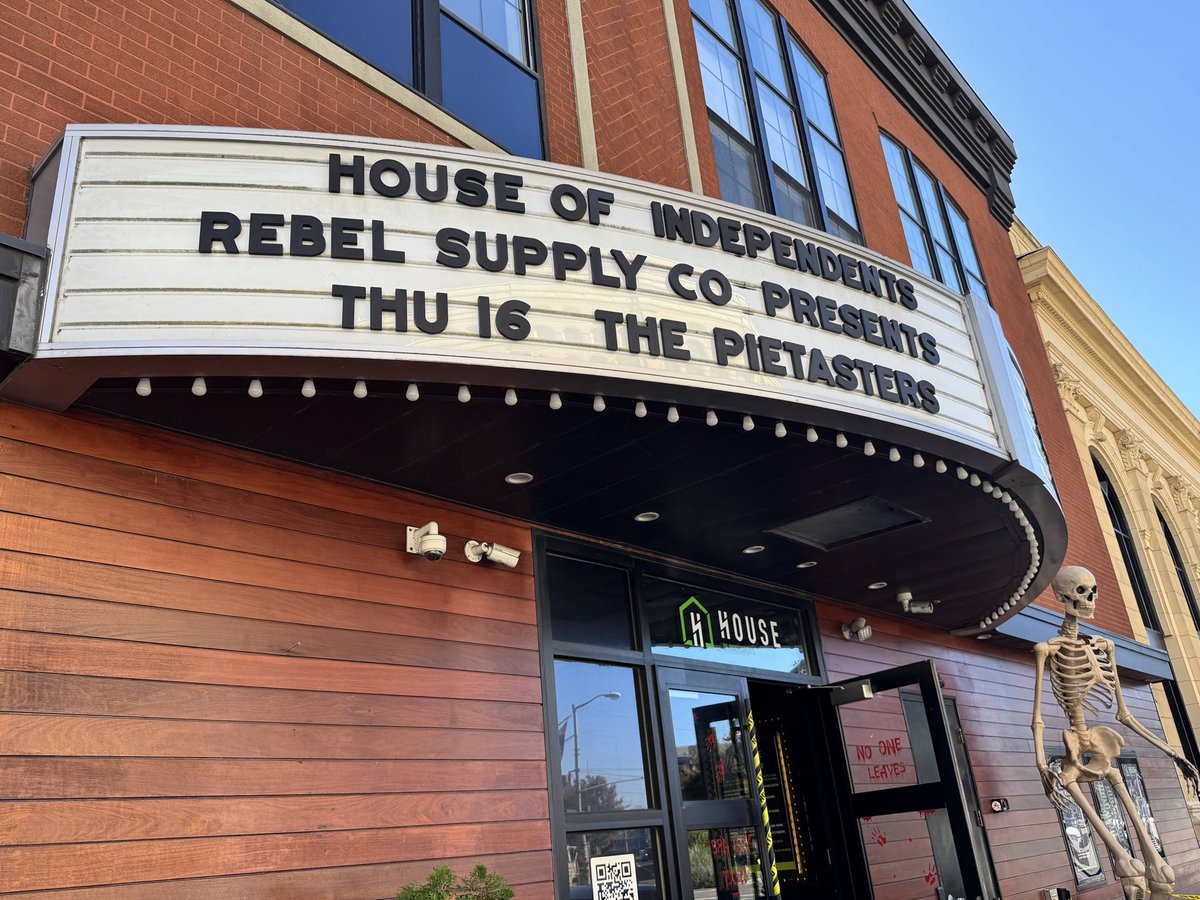 HOUSE OF INDEPENDENTS
REBEL SUPPLY CO PRESENTS
THU 16 THE PIETASTERS
HOUSE
NO ONE
LEAVES